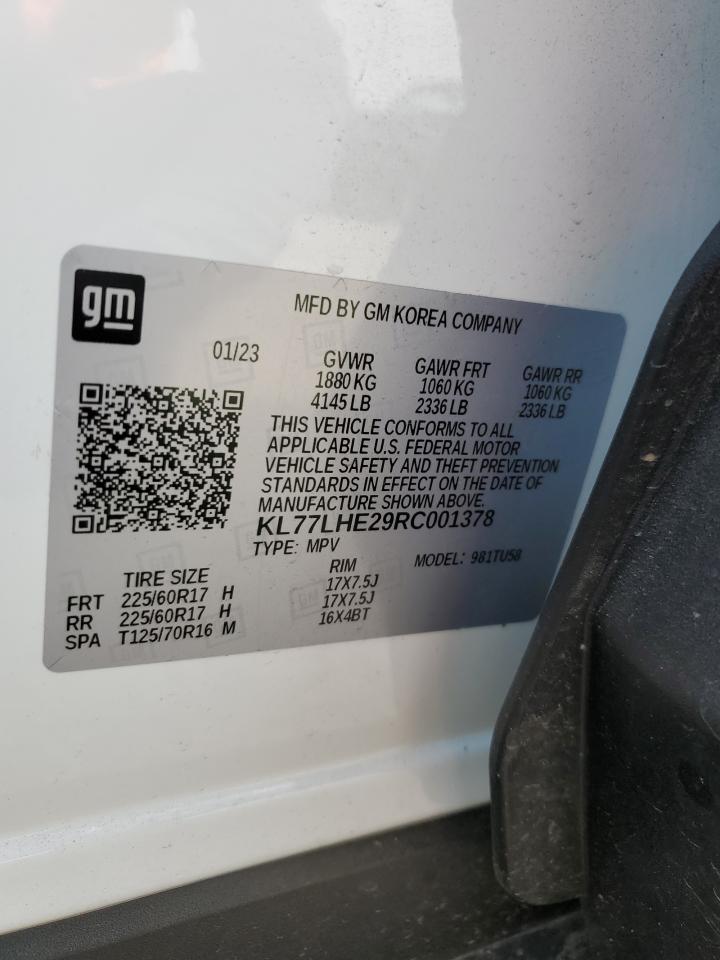 gm
MFD BY GM KOREA COMPANY
01/23 GVWR GAWR FRT GAWR RR
1880 KG 1060 KG 1060 KG
4145 LB 2336 LB 2336 LB
THIS VEHICLE CONFORMS TO ALL
APPLICABLE U.S. FEDERAL MOTOR
VEHICLE SAFETY AND THEFT PREVENTION
STANDARDS IN EFFECT ON THE DATE OF
MANUFACTURE SHOWN ABOVE.
KL77LHE29RC001378
TYPE: MPV MODEL: 981TU58
TIRE SIZE RIM
FRT 225/60R17 H 17X7.5J
RR 225/60R17 H 17X7.5J
SPA T125/70R16 M 16X4BT